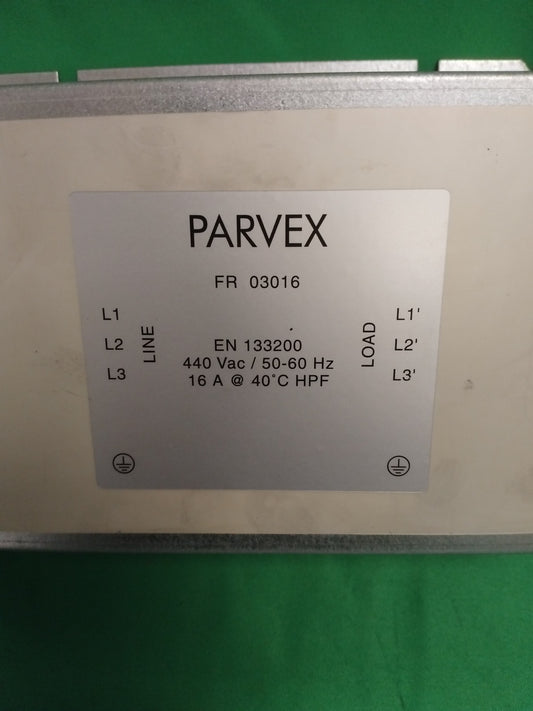 PARVEX
FR 03016
L1
L2
L3
LINE
EN 133200
440 Vac / 50-60 Hz
16 A @ 40°C HPF
LOAD
L1'
L2'
L3'